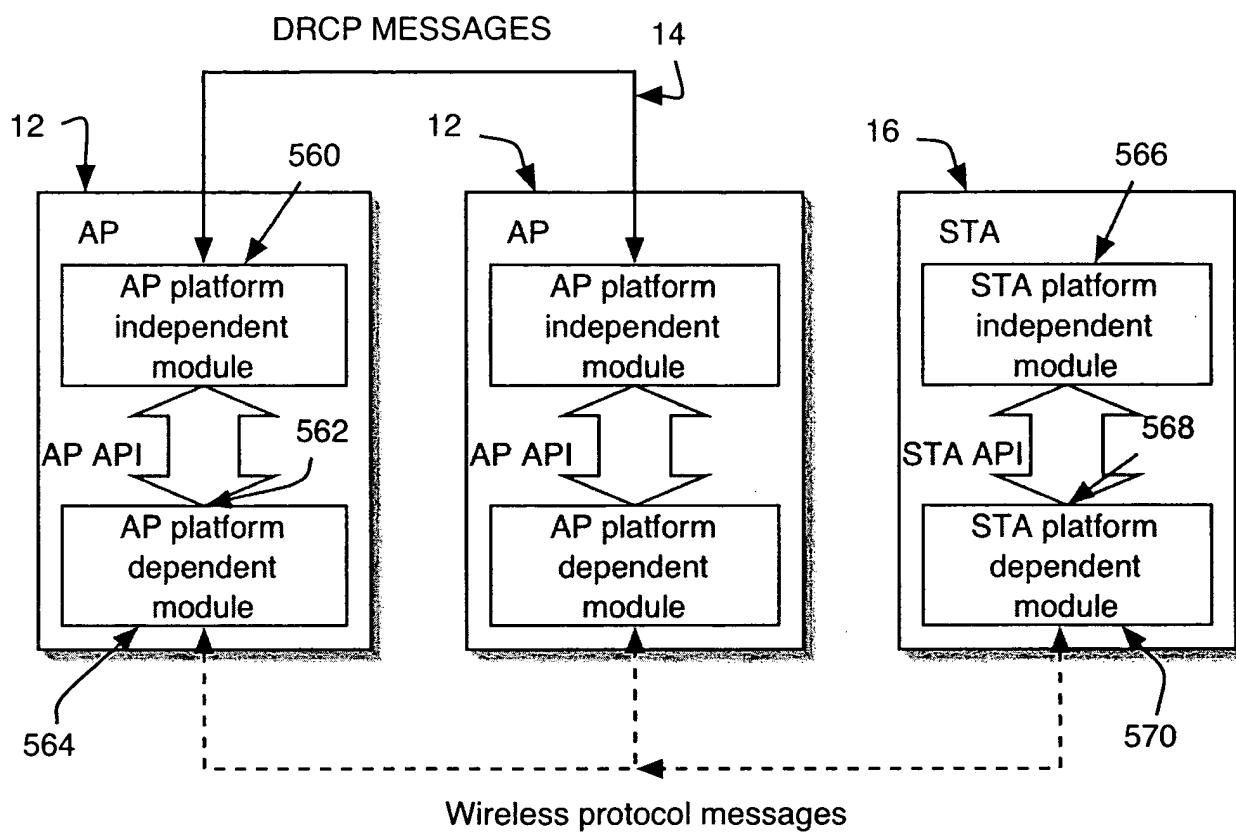 DRCP MESSAGES
14
12
12
16
560
566
AP
AP
STA
AP platform
independent
module
AP platform
independent
module
STA platform
independent
module
562
568
AP API
AP API
STA API
AP platform
dependent
module
AP platform
dependent
module
STA platform
dependent
module
564
570
Wireless protocol messages